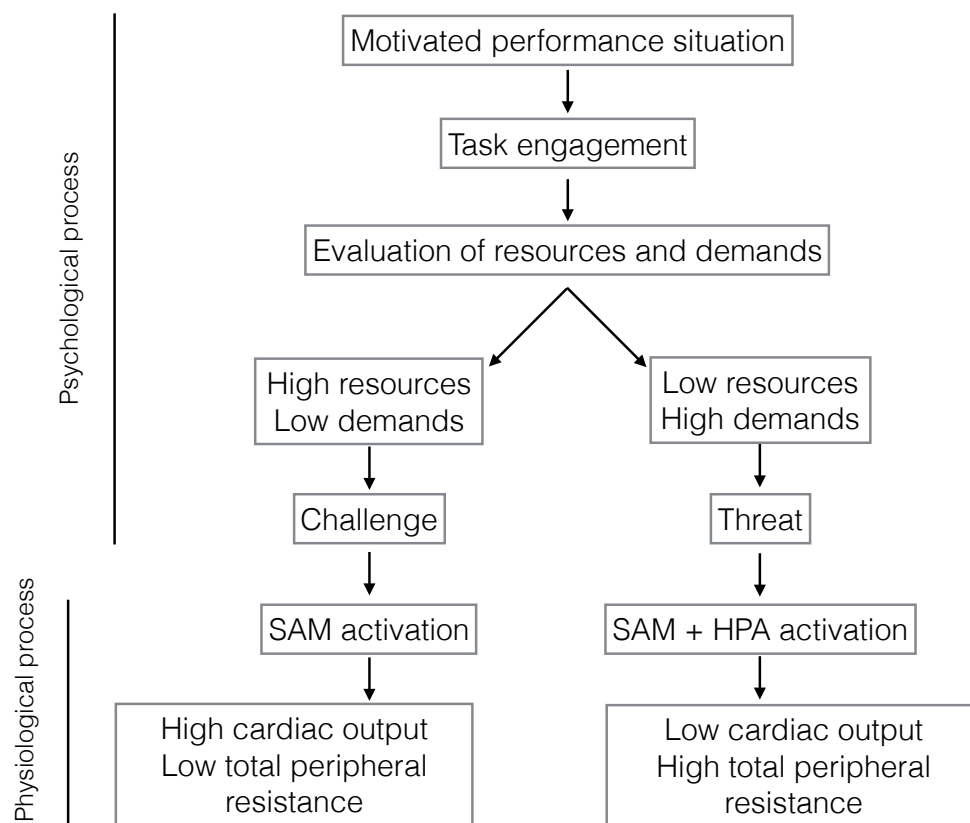 Motivated performance situation
Task engagement
Evaluation of resources and demands
High resources
Low demands
Low resources
High demands
Challenge
Threat
Psychological process
SAM activation
SAM + HPA activation
High cardiac output
Low total peripheral
resistance
Low cardiac output
High total peripheral
resistance
Physiological process